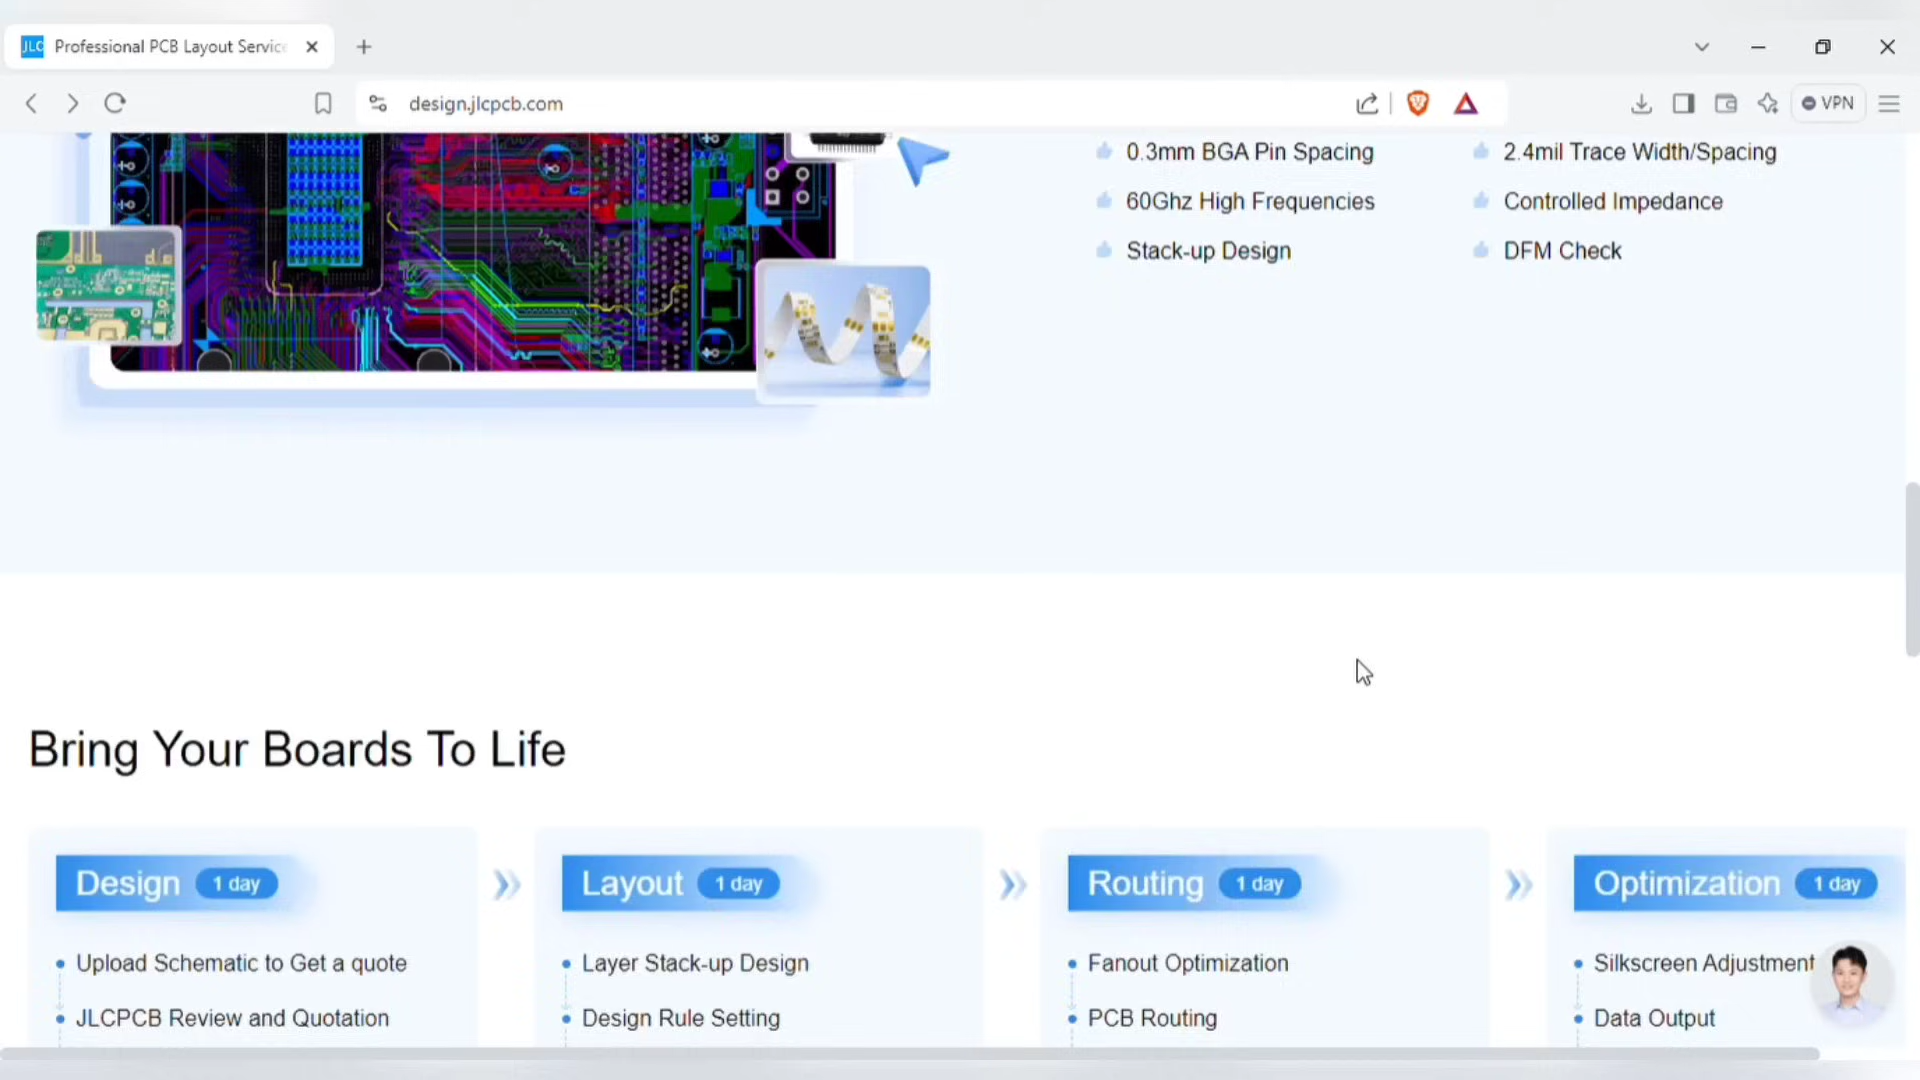 JLC Professional PCB Layout Service
design.jlcpcb.com
VPN
0.3mm BGA Pin Spacing
2.4mil Trace Width/Spacing
60Ghz High Frequencies
Controlled Impedance
Stack-up Design
DFM Check
Bring Your Boards To Life
Design 1 day
Layout 1 day
Routing 1 day
Optimization 1 day
Upload Schematic to Get a quote
Layer Stack-up Design
Fanout Optimization
Silkscreen Adjustment
JLCPCB Review and Quotation
Design Rule Setting
PCB Routing
Data Output